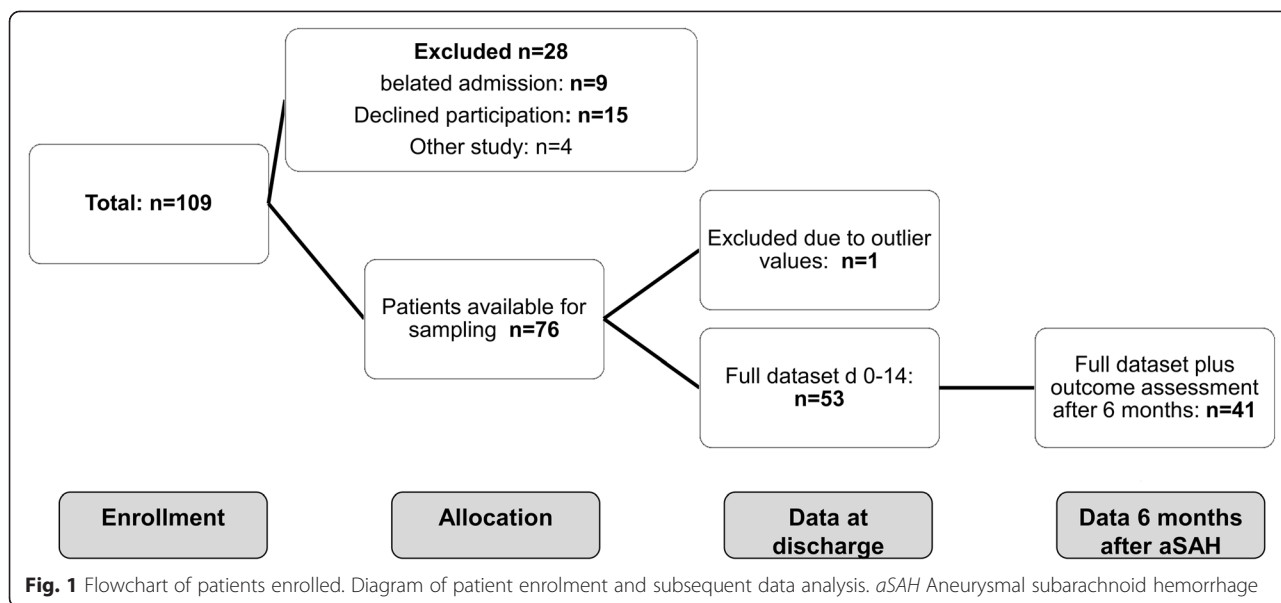 Excluded n=28
belated admission: n=9
Declined participation: n=15
Other study: n=4
Total: n=109
Patients available for
sampling n=76
Excluded due to outlier
values: n=1
Full dataset d 0-14:
n=53
Full dataset plus
outcome assessment
after 6 months: n=41
Enrollment
Allocation
Data at
discharge
Data 6 months
after aSAH
Fig. 1 Flowchart of patients enrolled. Diagram of patient enrolment and subsequent data analysis. aSAH Aneurysmal subarachnoid hemorrhage